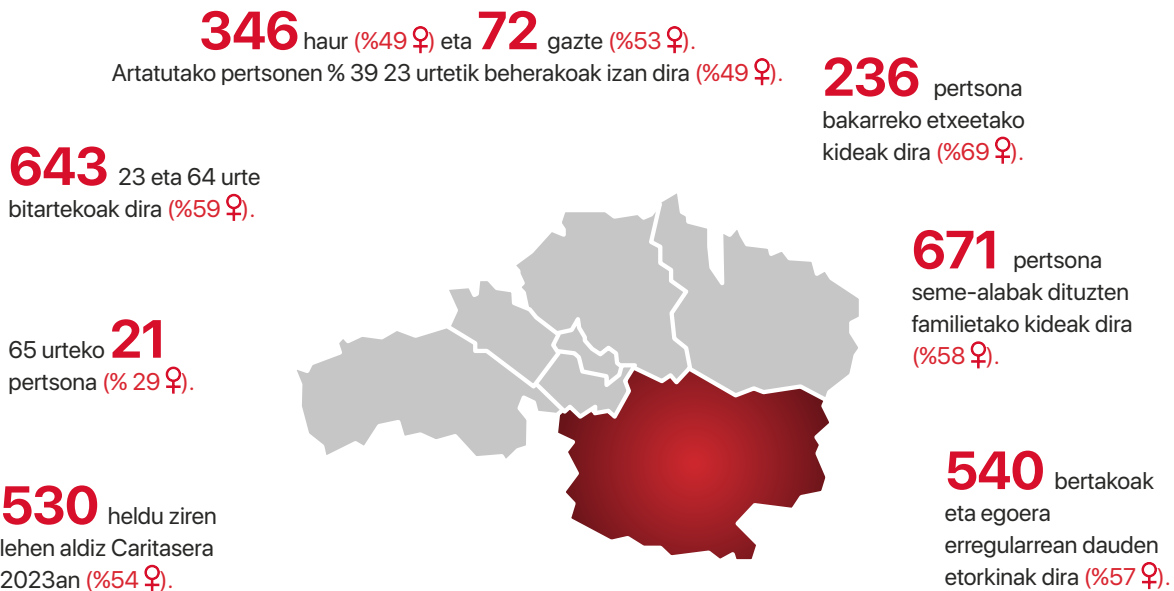 346 haur (%49 ♀) eta 72 gazte (%53 ♀).
Artatutako pertsonen % 39 23 urtetik beherakoak izan dira (%49 ♀).
236 pertsona
bakarreko etxeetako
kideak dira (%69 ♀).
643 23 eta 64 urte
bitartekoak dira (%59 ♀).
671 pertsona
seme-alabak dituzten
familietako kideak dira
(%58 ♀).
65 urteko 21
pertsona (% 29 ♀).
540 bertakoak
eta egoera
erregularrean dauden
etorkinak dira (%57 ♀).
530 heldu ziren
lehen aldiz Caritasera
2023an (%54 ♀).